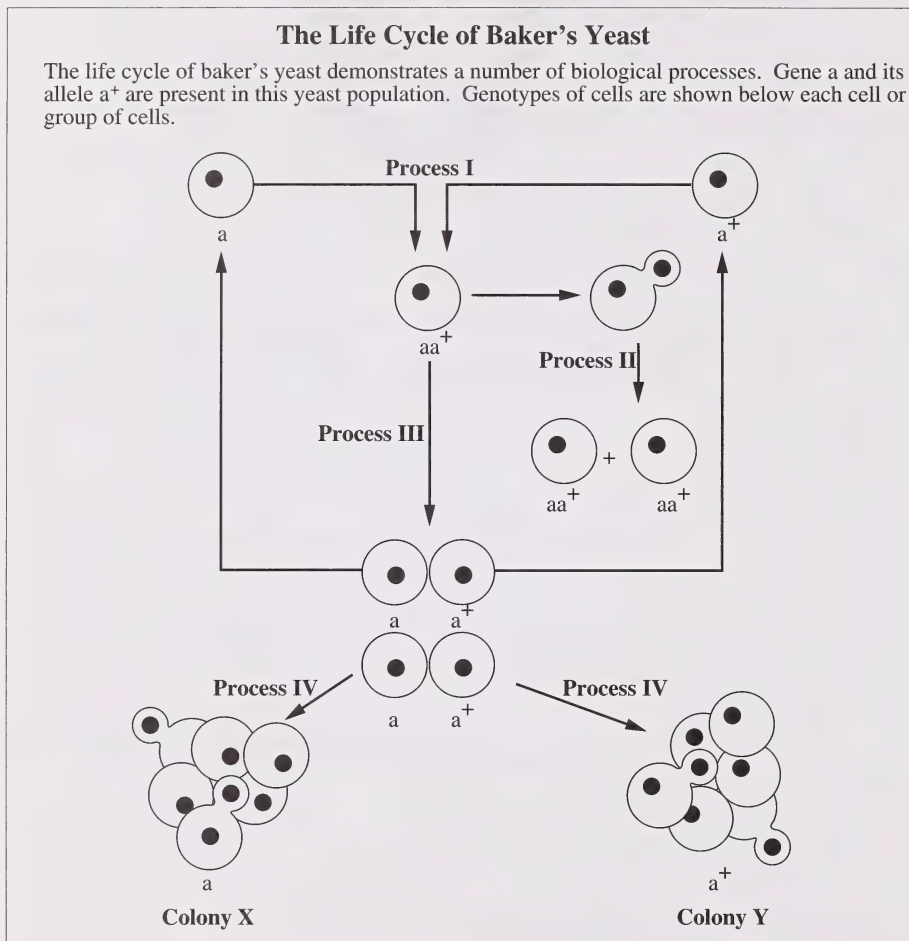 The Life Cycle of Baker's Yeast
The life cycle of baker's yeast demonstrates a number of biological processes. Gene a and its
allele a⁺ are present in this yeast population. Genotypes of cells are shown below each cell or
group of cells.
Process I
a
a⁺
aa⁺
Process II
Process III
+
aa⁺
aa⁺
a
a⁺
a
a⁺
Process IV
Process IV
a
a⁺
Colony X
Colony Y